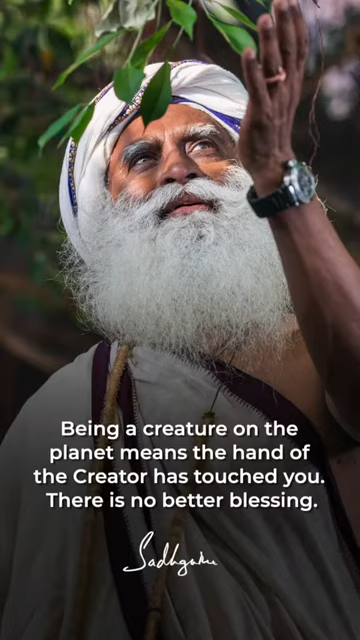 Being a creature on the
planet means the hand of
the Creator has touched you.
There is no better blessing.
Sadhguru